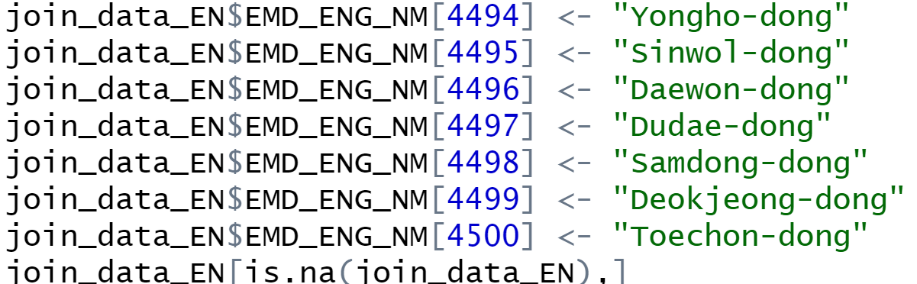 join_data_EN$EMD_ENG_NM[4494] <- "Yongho-dong"
join_data_EN$EMD_ENG_NM[4495] <- "Sinwol-dong"
join_data_EN$EMD_ENG_NM[4496] <- "Daewon-dong"
join_data_EN$EMD_ENG_NM[4497] <- "Dudae-dong"
join_data_EN$EMD_ENG_NM[4498] <- "Samdong-dong"
join_data_EN$EMD_ENG_NM[4499] <- "Deokjeong-dong"
join_data_EN$EMD_ENG_NM[4500] <- "Toechon-dong"
join_data_EN[is.na(join_data_EN),]